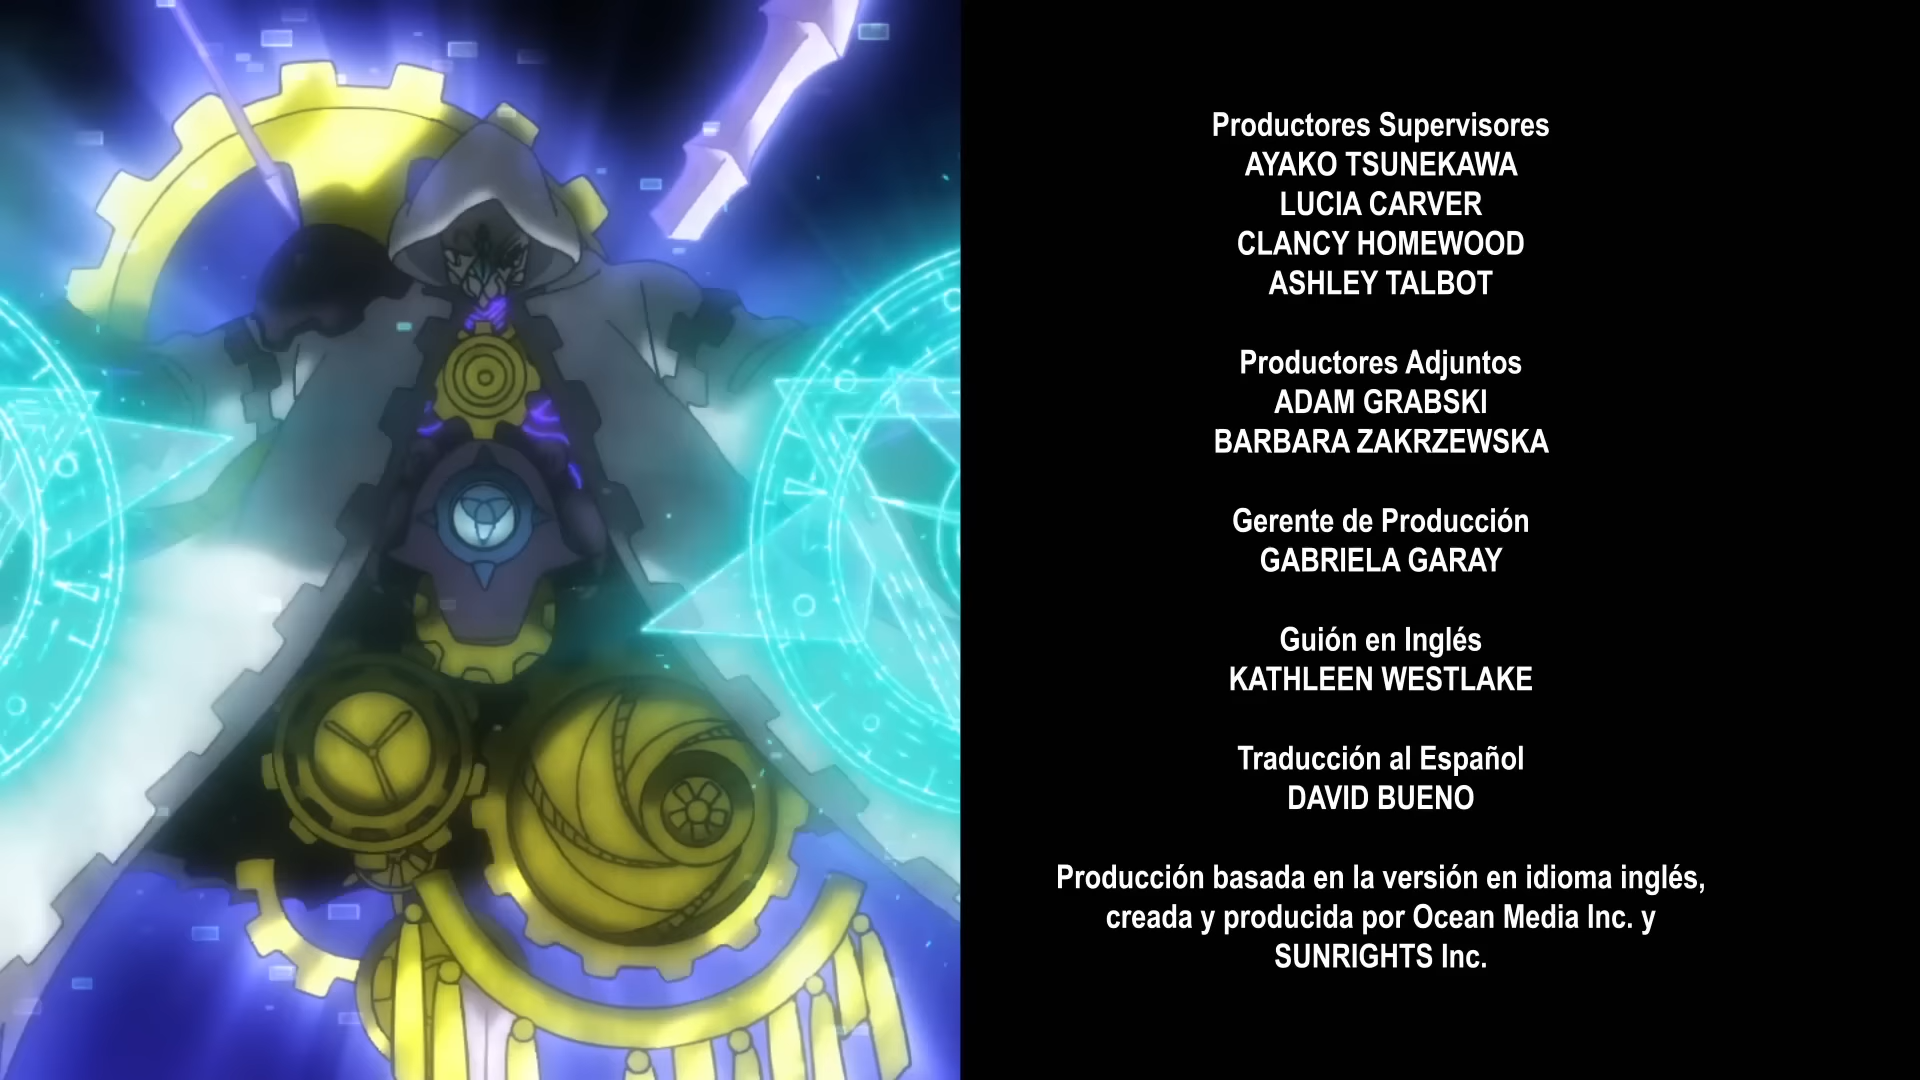 Productores Supervisores
AYAKO TSUNEKAWA
LUCIA CARVER
CLANCY HOMEWOOD
ASHLEY TALBOT
Productores Adjuntos
ADAM GRABSKI
BARBARA ZAKRZEWSKA
Gerente de Producción
GABRIELA GARAY
Guión en Inglés
KATHLEEN WESTLAKE
Traducción al Español
DAVID BUENO
Producción basada en la versión en idioma inglés,
creada y producida por Ocean Media Inc. y
SUNRIGHTS Inc.